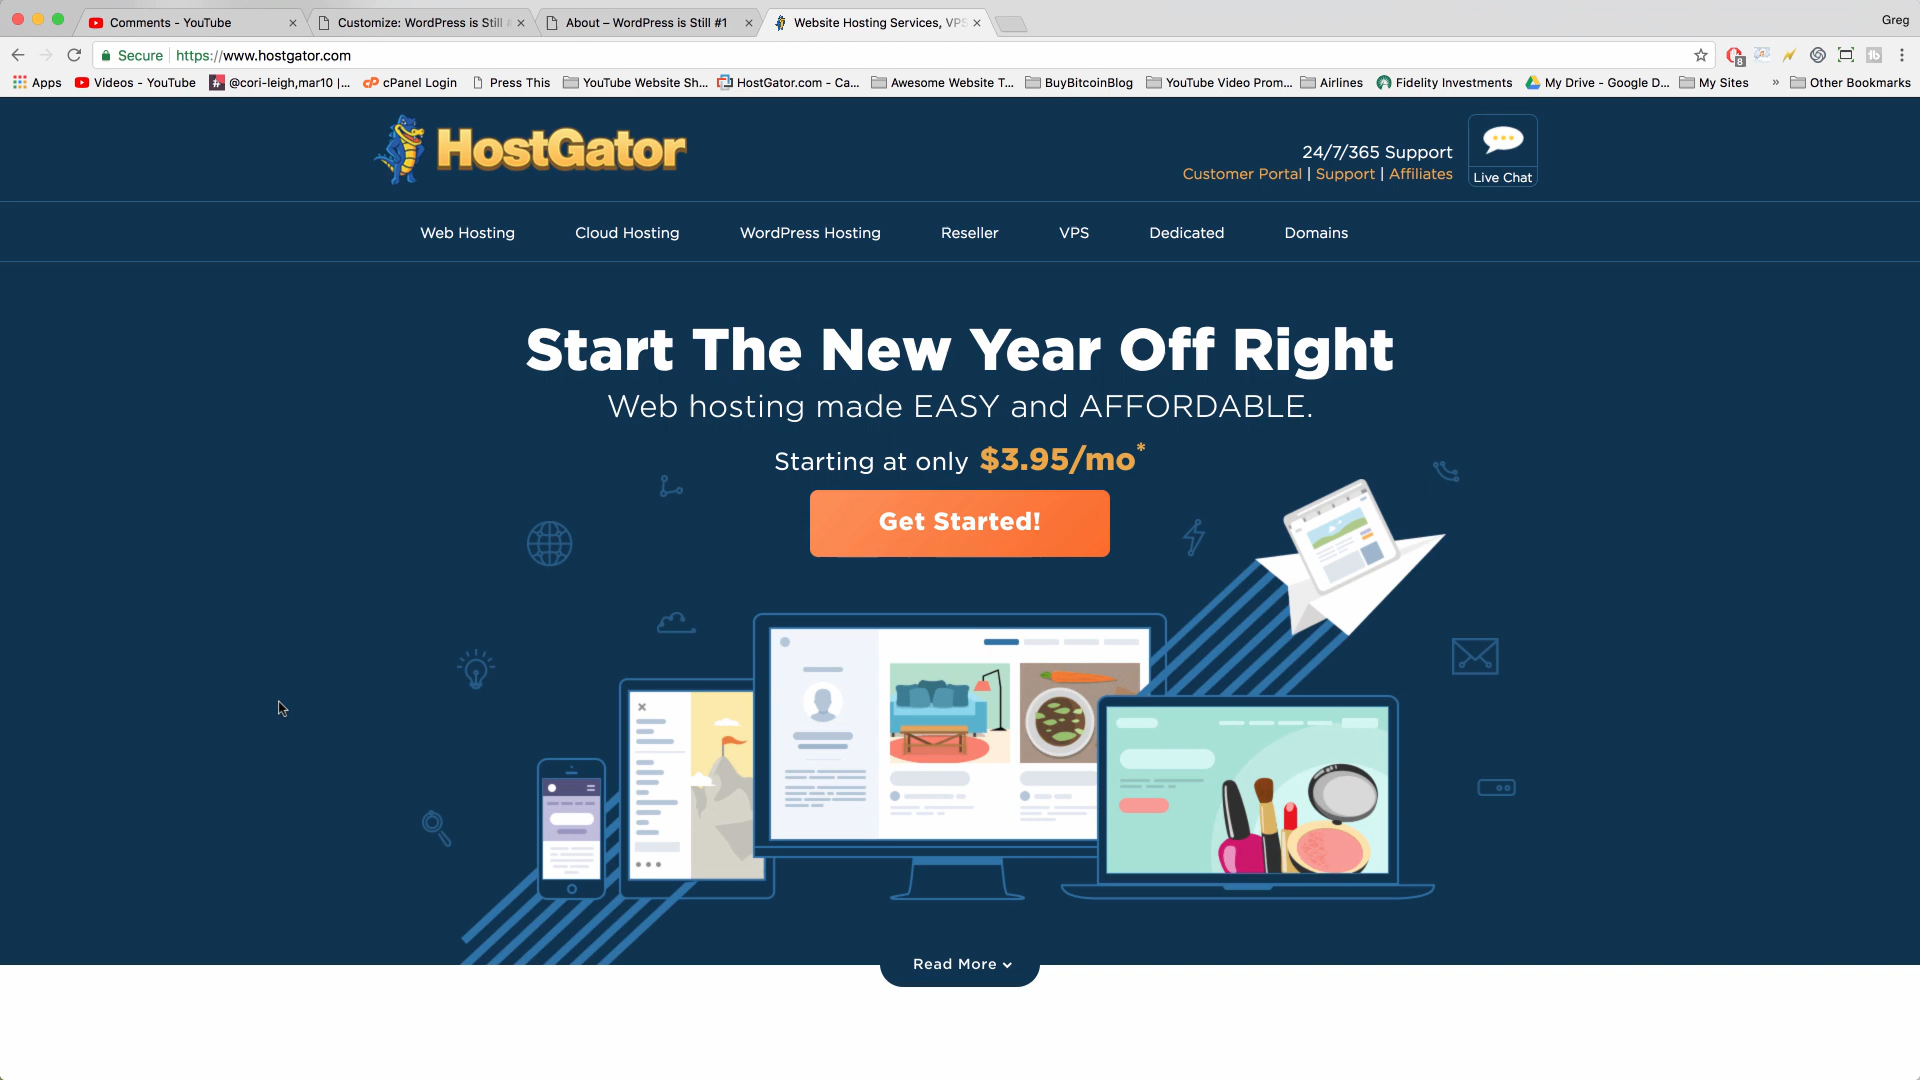 Comments - YouTube
Customize: WordPress is Still #
About – WordPress is Still #1
Website Hosting Services, VPS
Greg
Secure
https://www.hostgator.com
8
Apps
Videos - YouTube
@cori-leigh,mar10 |...
cPanel Login
Press This
YouTube Website Sh...
HostGator.com - Ca...
Awesome Website T...
BuyBitcoinBlog
YouTube Video Prom...
Airlines
Fidelity Investments
My Drive - Google D...
My Sites
»
Other Bookmarks
HostGator
24/7/365 Support
Customer Portal | Support | Affiliates
Live Chat
Web Hosting
Cloud Hosting
WordPress Hosting
Reseller
VPS
Dedicated
Domains
Start The New Year Off Right
Web hosting made EASY and AFFORDABLE.
Starting at only $3.95/mo*
Get Started!
Read More